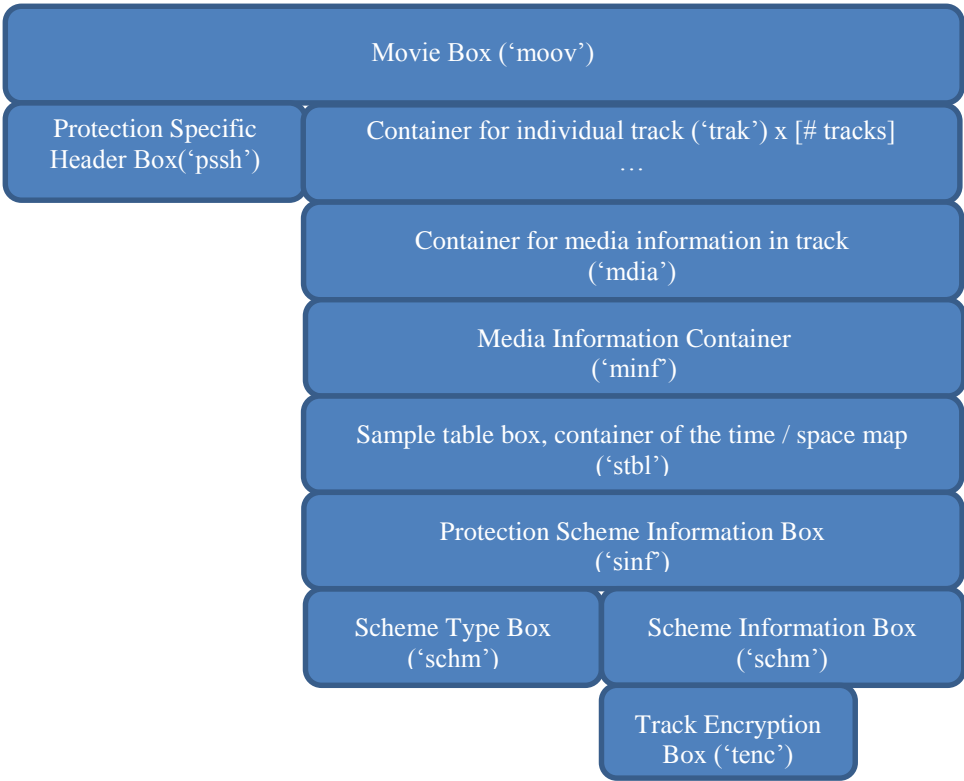 Movie Box (‘moov’)
Protection Specific
Header Box(‘pssh’)
Container for individual track (‘trak’) x [# tracks]
…
Container for media information in track
(‘mdia’)
Media Information Container
(‘minf’)
Sample table box, container of the time / space map
(‘stbl’)
Protection Scheme Information Box
(‘sinf’)
Scheme Type Box
(‘schm’)
Scheme Information Box
(‘schm’)
Track Encryption
Box (‘tenc’)